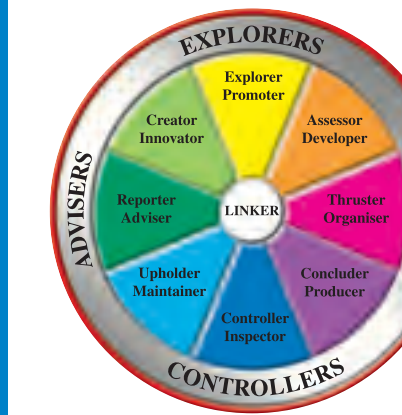 EXPLORERS
Explorer
Promoter
Creator
Innovator
Assessor
Developer
ADVISERS
Reporter
Adviser
LINKER
Thruster
Organiser
Upholder
Maintainer
Concluder
Producer
Controller
Inspector
CONTROLLERS